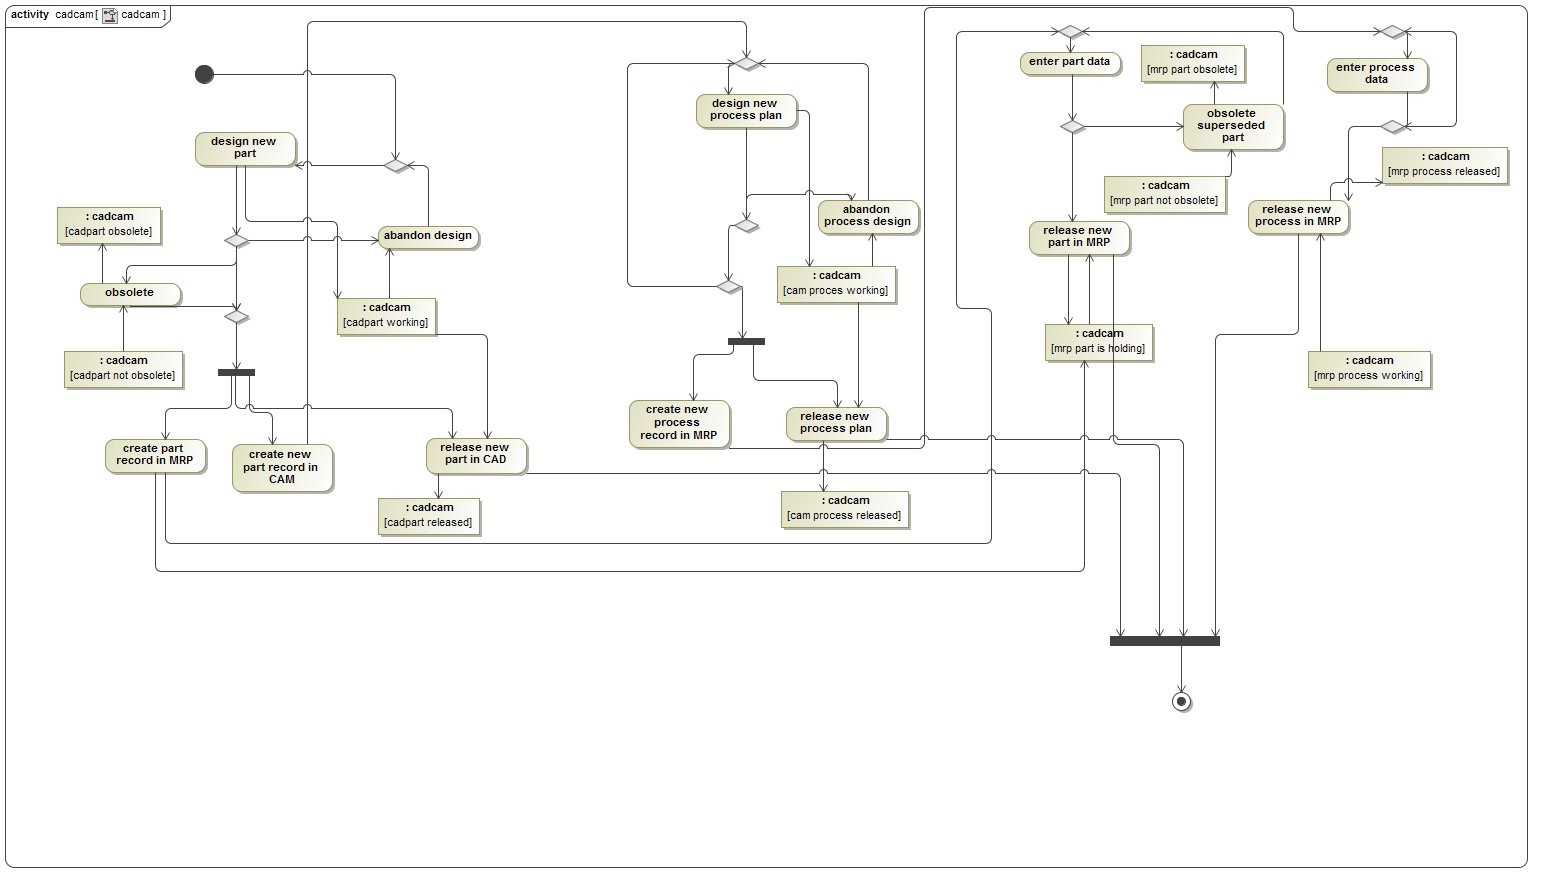 activity cadcam[ cadcam ]
design new
part
: cadcam
[cadpart obsolete]
abandon design
obsolete
: cadcam
[cadpart working]
: cadcam
[cadpart not obsolete]
create part
record in MRP
create new
part record in
CAM
release new
part in CAD
: cadcam
[cadpart released]
design new
process plan
abandon
process design
: cadcam
[cam proces working]
create new
process
record in MRP
release new
process plan
: cadcam
[cam process released]
enter part data
: cadcam
[mrp part obsolete]
obsolete
superseded
part
: cadcam
[mrp part not obsolete]
release new
part in MRP
: cadcam
[mrp part is holding]
enter process
data
: cadcam
[mrp process released]
release new
process in MRP
: cadcam
[mrp process working]